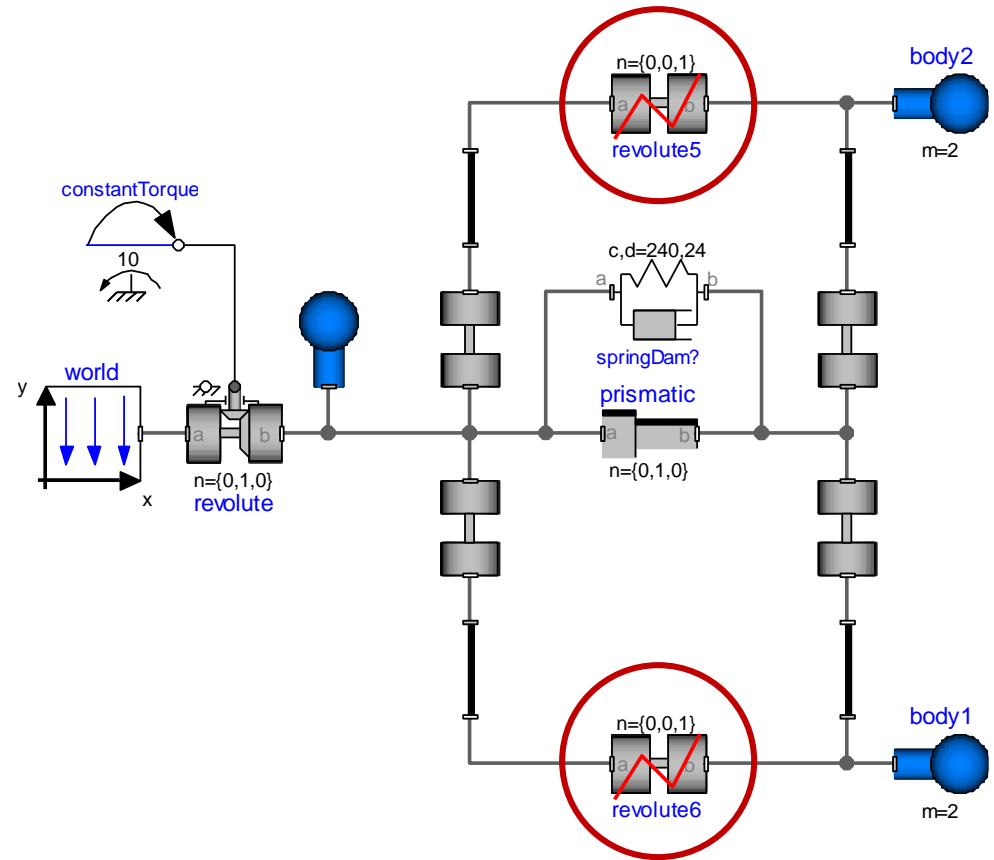 n={0,0,1}
a
b
revolute5
body2
m=2
constantTorque
10
c,d=240,24
a
b
springDam?
world
y
x
a
b
n={0,1,0}
revolute
prismatic
a
b
n={0,1,0}
n={0,0,1}
a
b
revolute6
body1
m=2